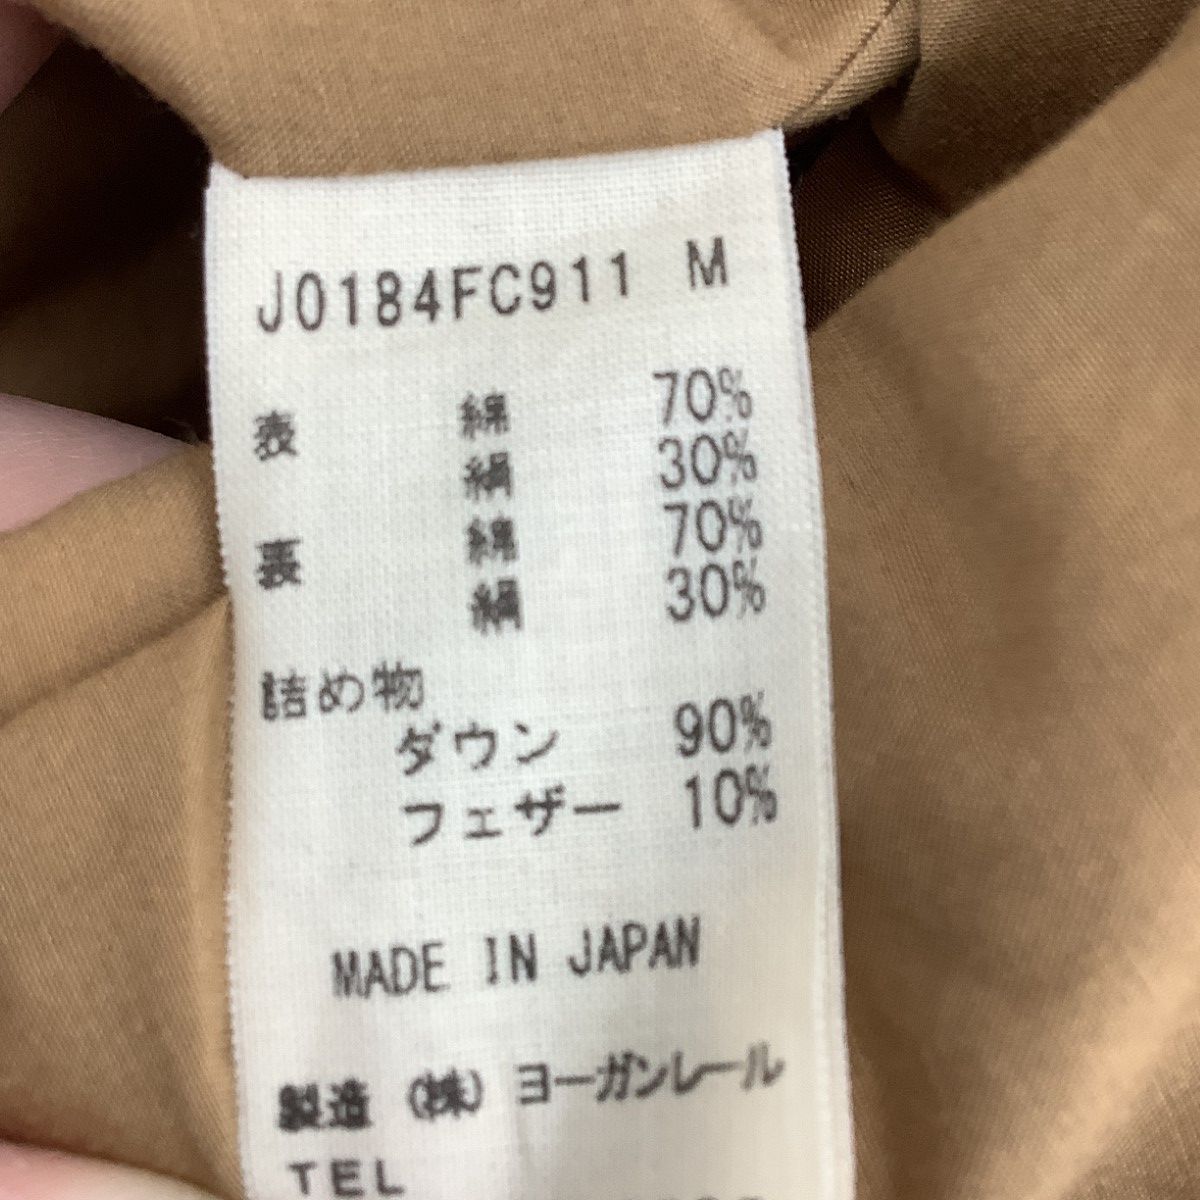 J0184FC911 M
表 綿 70%
絹 30%
裏 綿 70%
絹 30%
詰め物
ダウン 90%
フェザー 10%
MADE IN JAPAN
製造 (株) ヨーガンレール
TEL